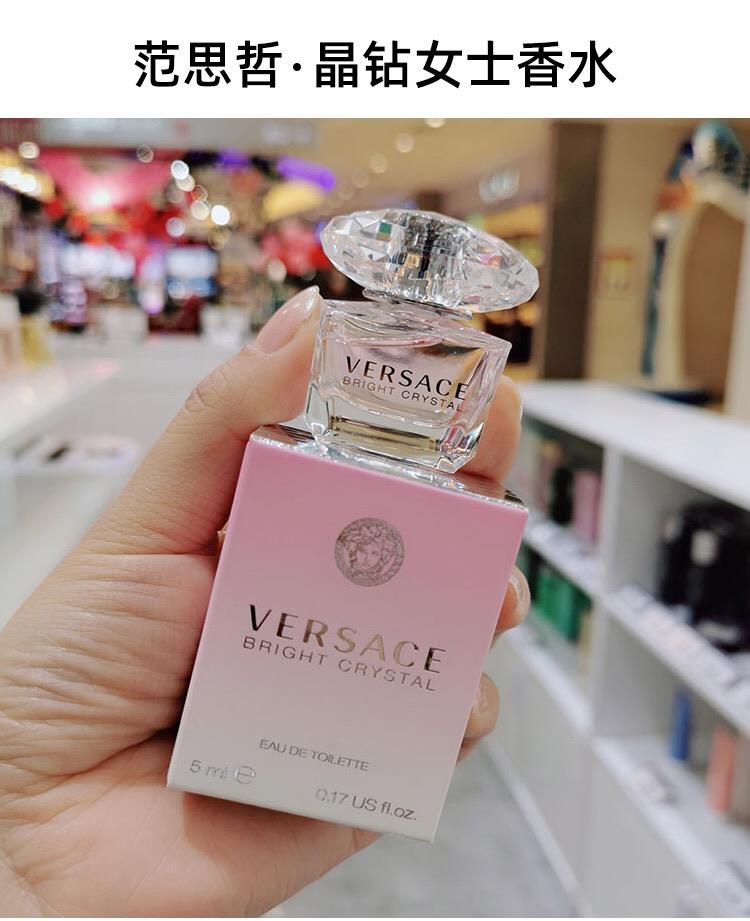 范思哲·晶钻女士香水
VERSACE
BRIGHT CRYSTAL
VERSACE
BRIGHT CRYSTAL
EAU DE TOILETTE
5 ml ℮
0.17 US fl.oz.